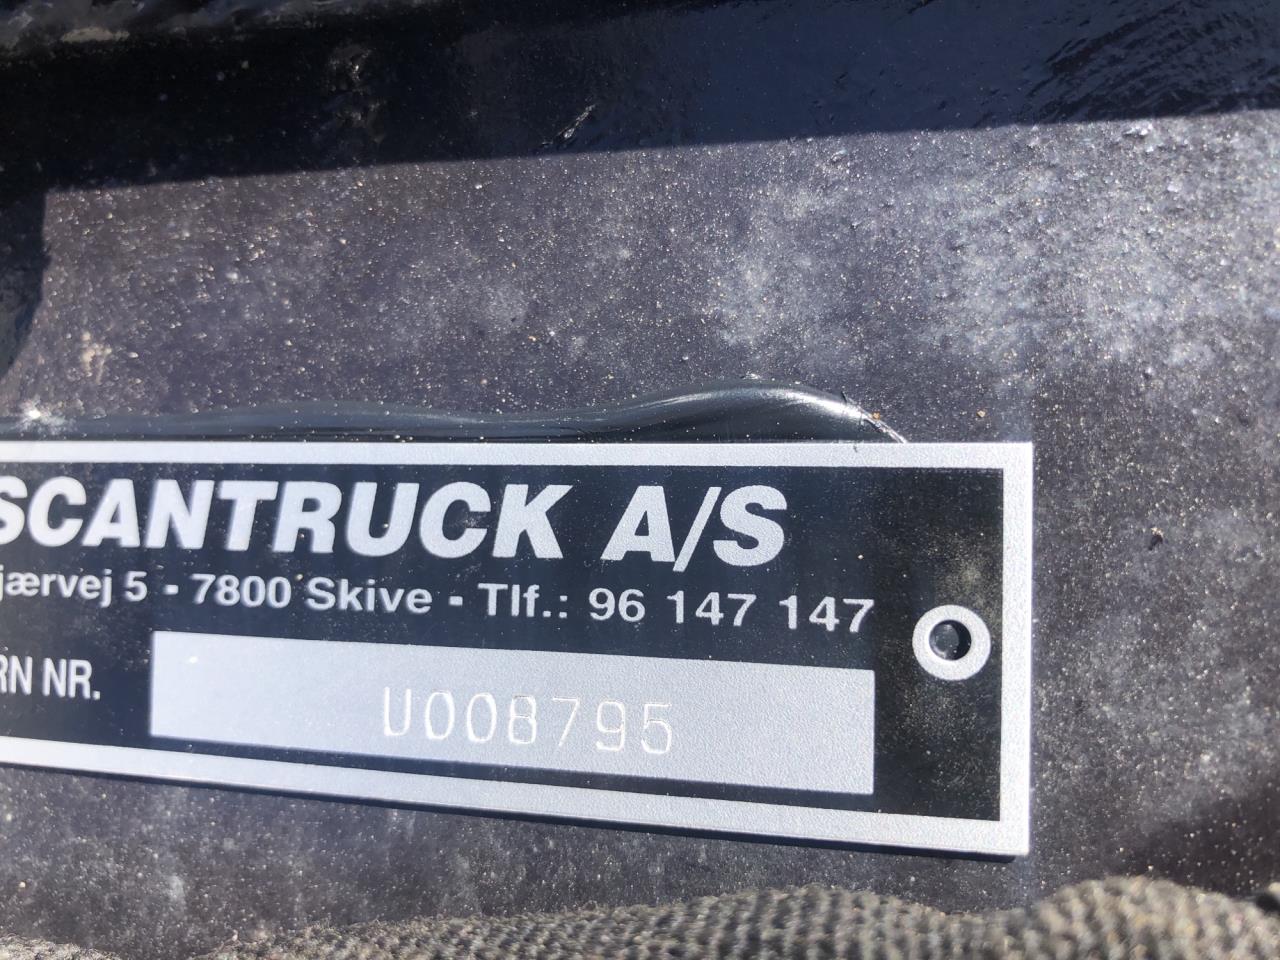 SCANTRUCK A/S
jærvej 5 - 7800 Skive - Tlf.: 96 147 147
RN NR.
U008795